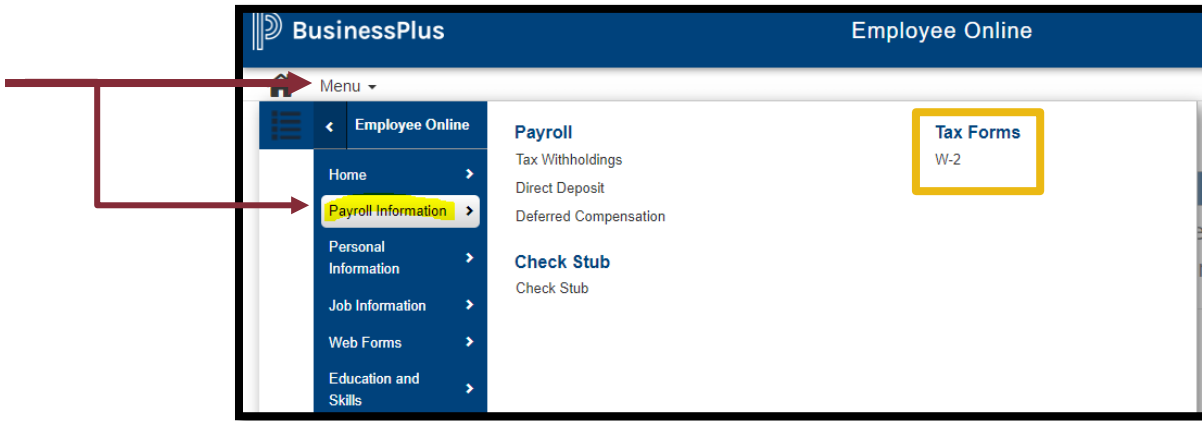 BusinessPlus
Employee Online
Menu
Employee Online
Home
Payroll Information
Personal
Information
Job Information
Web Forms
Education and
Skills
Payroll
Tax Withholdings
Direct Deposit
Deferred Compensation
Check Stub
Check Stub
Tax Forms
W-2